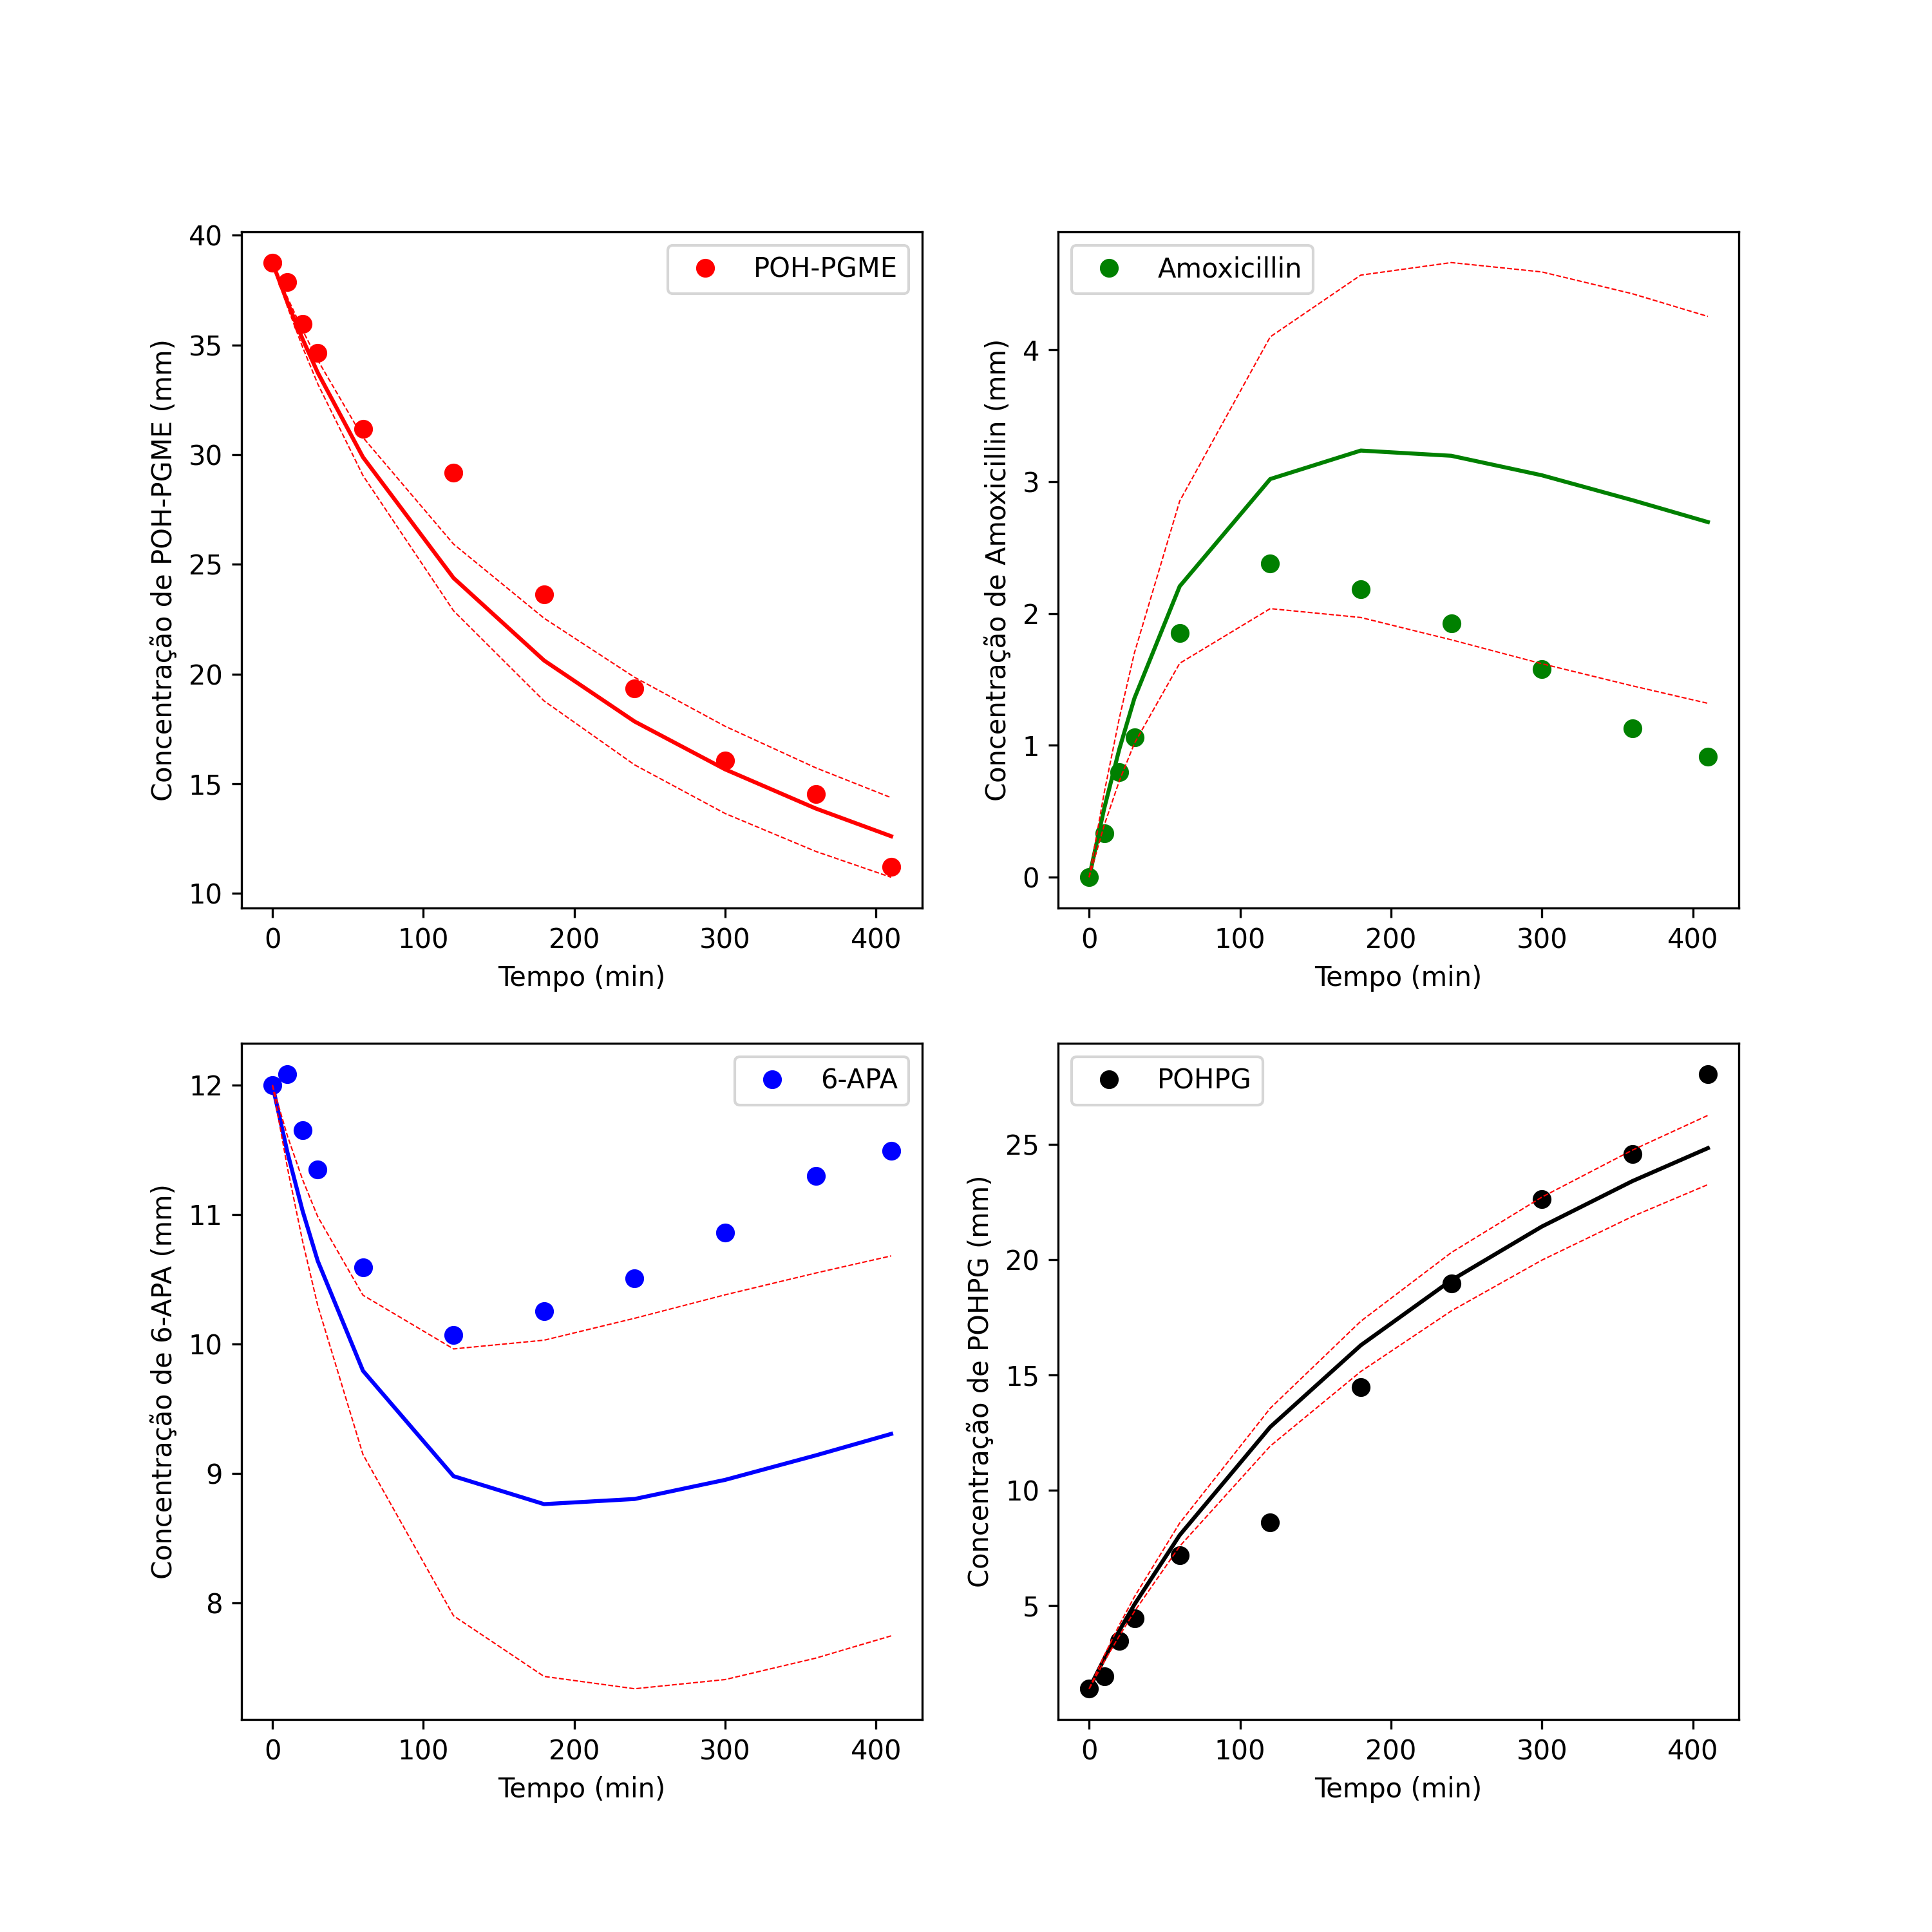 40
35
30
25
20
15
10
Concentração de POH-PGME (mm)
POH-PGME
0 100 200 300 400
Tempo (min)
4
3
2
1
0
Concentração de Amoxicillin (mm)
Amoxicillin
0 100 200 300 400
Tempo (min)
12
11
10
9
8
Concentração de 6-APA (mm)
6-APA
0 100 200 300 400
Tempo (min)
25
20
15
10
5
Concentração de POHPG (mm)
POHPG
0 100 200 300 400
Tempo (min)